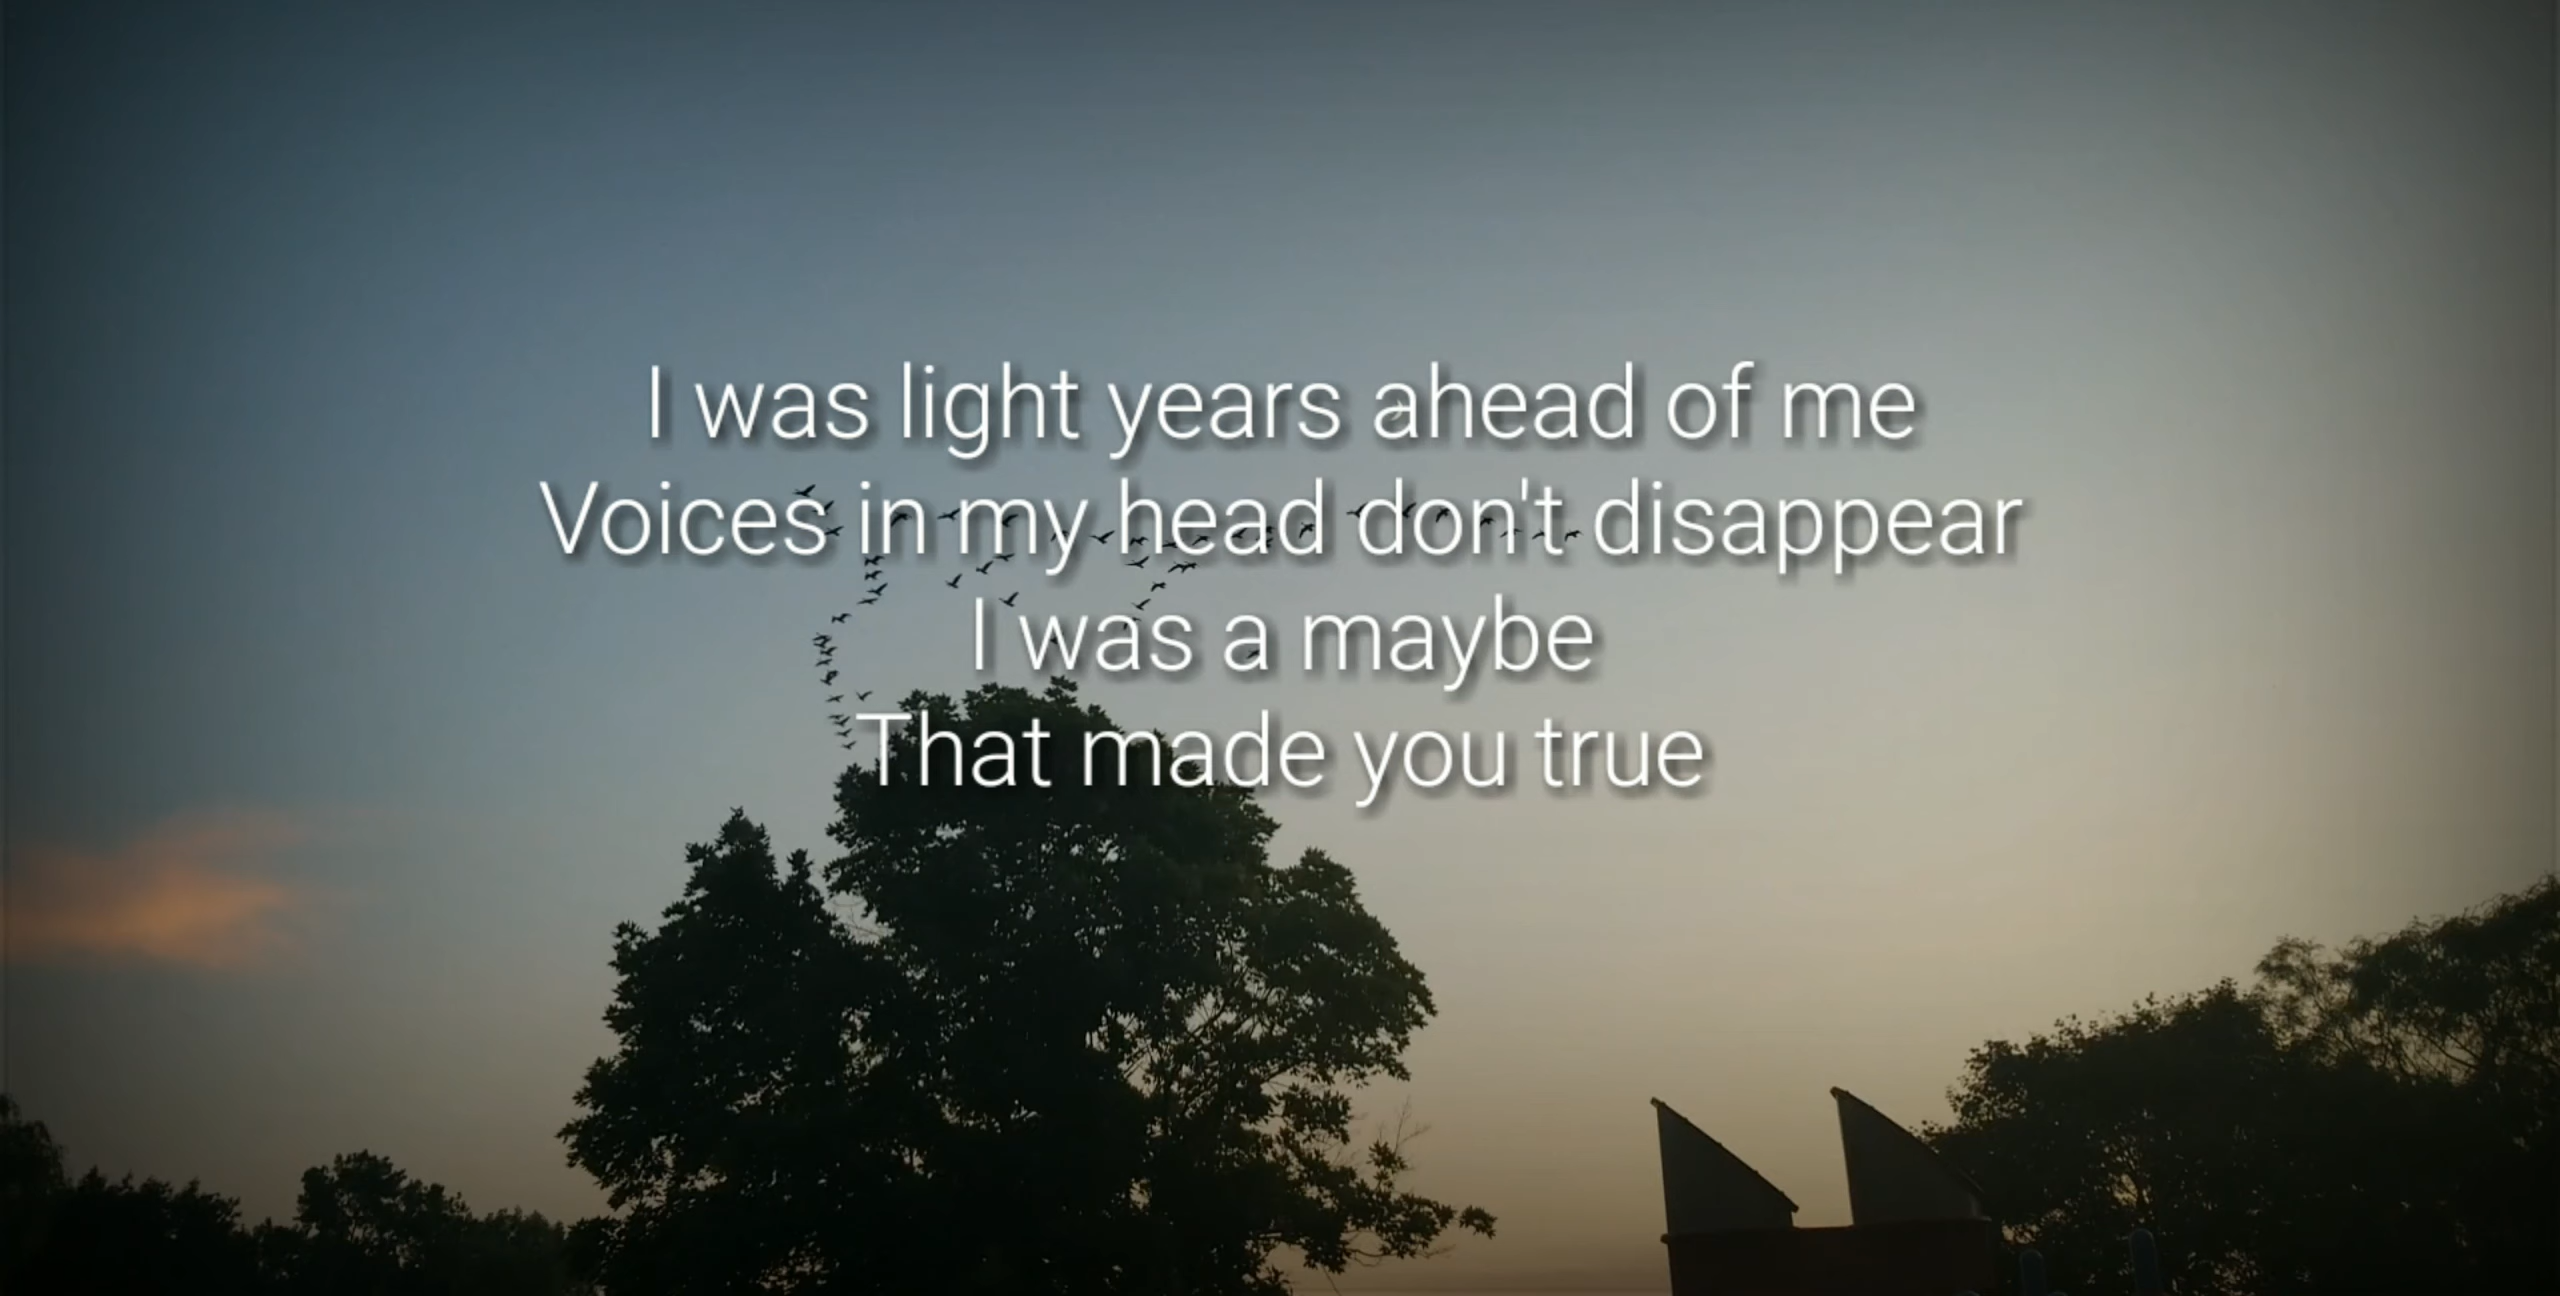 I was light years ahead of me
Voices in my head don't disappear
I was a maybe
That made you true